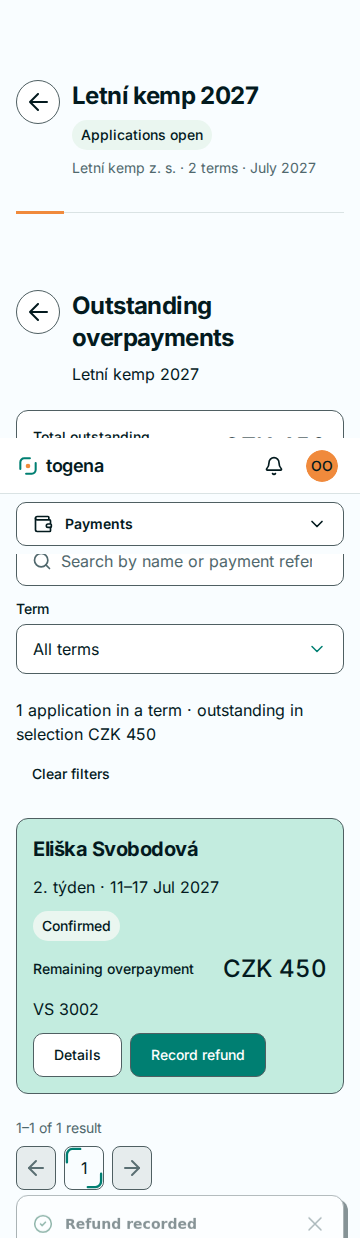 Letní kemp 2027
Applications open
Letní kemp z. s. · 2 terms · July 2027
Outstanding
overpayments
Letní kemp 2027
Total outstanding
togena
OO
Payments
Search by name or payment refer
Term
All terms
1 application in a term · outstanding in
selection CZK 450
Clear filters
Eliška Svobodová
2. týden · 11–17 Jul 2027
Confirmed
Remaining overpayment CZK 450
VS 3002
Details Record refund
1–1 of 1 result
1
Refund recorded